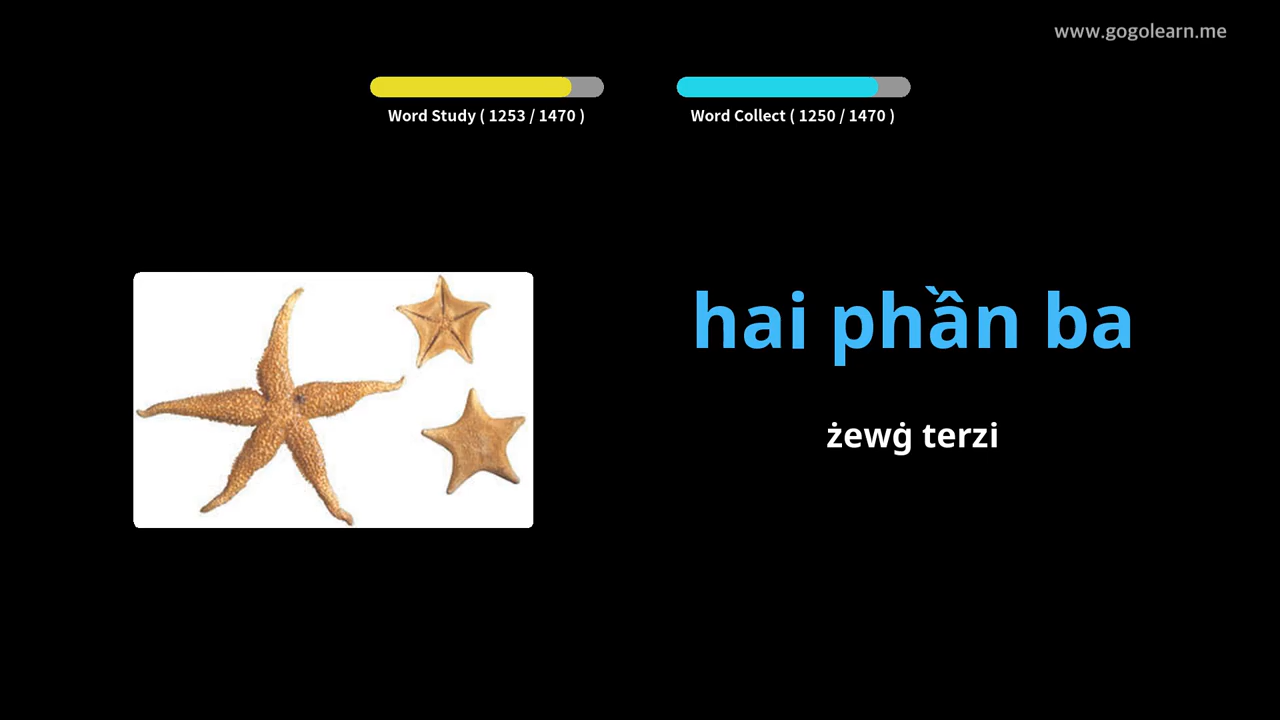 www.gogolearn.me
Word Study ( 1253 / 1470 )
Word Collect ( 1250 / 1470 )
hai phần ba
żewġ terzi